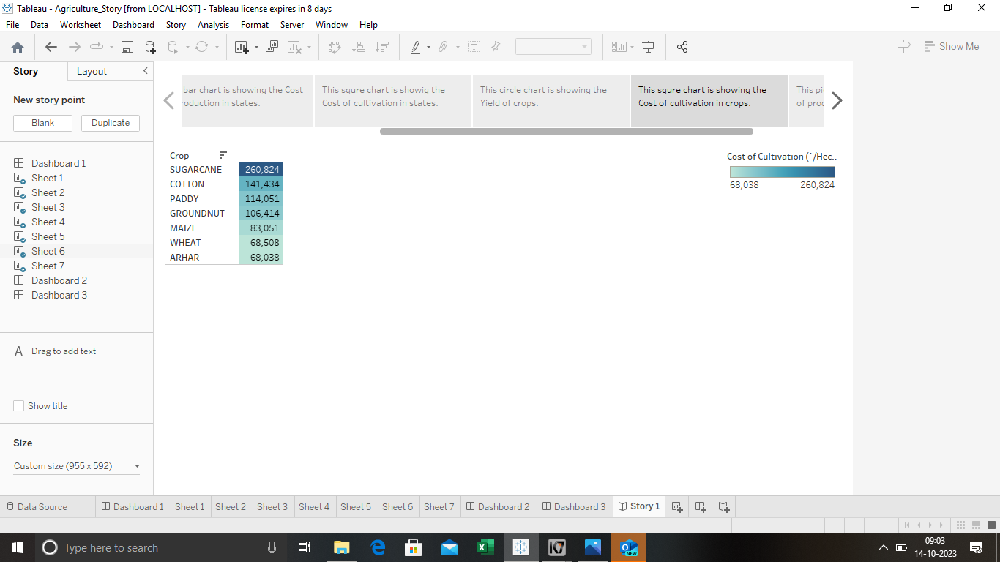 Tableau - Agriculture_Story [from LOCALHOST] - Tableau license expires in 8 days
File Data Worksheet Dashboard Story Analysis Format Server Window Help
Show Me
Story Layout
New story point
Blank Duplicate
Dashboard 1
Sheet 1
Sheet 2
Sheet 3
Sheet 4
Sheet 5
Sheet 6
Sheet 7
Dashboard 2
Dashboard 3
A Drag to add text
Show title
Size
Custom size (955 x 592)
bar chart is showing the Cost
roduction in states.
This squre chart is showig the
Cost of cultivation in states.
This circle chart is showing the
Yield of crops.
This squre chart is showing the
Cost of cultivation in crops.
This pie
of proc
Crop
SUGARCANE 260,824
COTTON 141,434
PADDY 114,051
GROUNDNUT 106,414
MAIZE 83,051
WHEAT 68,508
ARHAR 68,038
Cost of Cultivation (`/Hec..
68,038 260,824
Data Source Dashboard 1 Sheet 1 Sheet 2 Sheet 3 Sheet 4 Sheet 5 Sheet 6 Sheet 7 Dashboard 2 Dashboard 3 Story 1
Type here to search
K7
NEW
09:03
14-10-2023